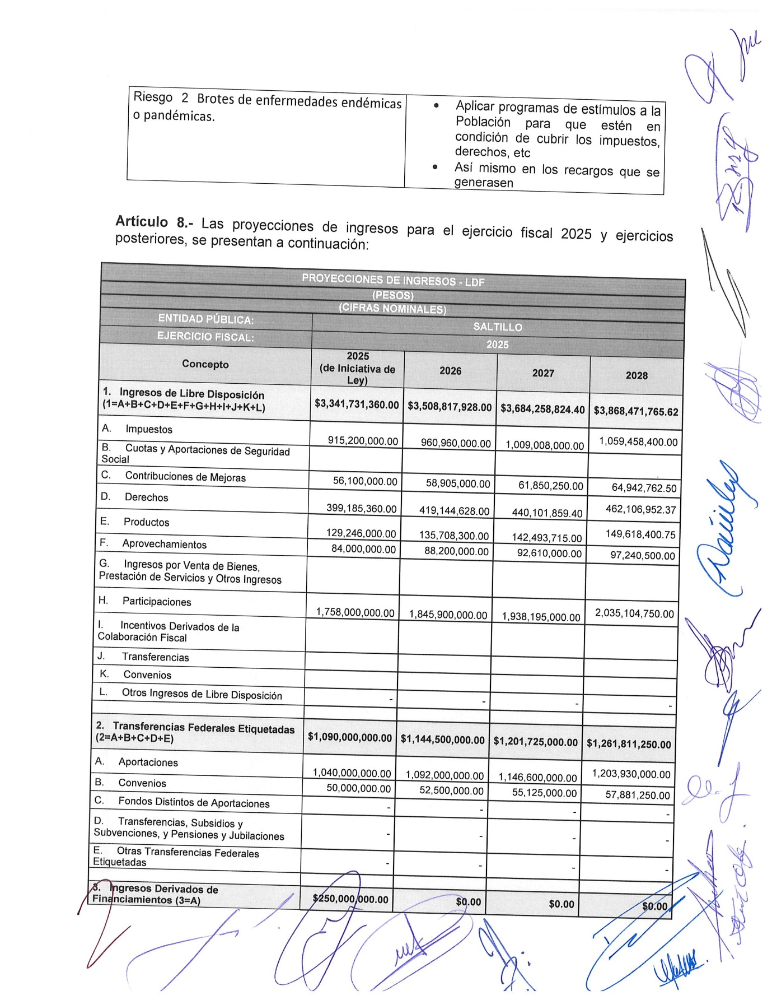 Riesgo 2 Brotes de enfermedades endémicas
o pandémicas.
• Aplicar programas de estímulos a la
Población para que estén en
condición de cubrir los impuestos,
derechos, etc
• Así mismo en los recargos que se
generasen
Artículo 8.- Las proyecciones de ingresos para el ejercicio fiscal 2025 y ejercicios
posteriores, se presentan a continuación:
PROYECCIONES DE INGRESOS - LDF
(PESOS)
(CIFRAS NOMINALES)
ENTIDAD PÚBLICA: SALTILLO
EJERCICIO FISCAL: 2025
Concepto 2025 (de Iniciativa de Ley) 2026 2027 2028
1. Ingresos de Libre Disposición
(1=A+B+C+D+E+F+G+H+I+J+K+L) $3,341,731,360.00 $3,508,817,928.00 $3,684,258,824.40 $3,868,471,765.62
A. Impuestos 915,200,000.00 960,960,000.00 1,009,008,000.00 1,059,458,400.00
B. Cuotas y Aportaciones de Seguridad
Social
C. Contribuciones de Mejoras 56,100,000.00 58,905,000.00 61,850,250.00 64,942,762.50
D. Derechos 399,185,360.00 419,144,628.00 440,101,859.40 462,106,952.37
E. Productos 129,246,000.00 135,708,300.00 142,493,715.00 149,618,400.75
F. Aprovechamientos 84,000,000.00 88,200,000.00 92,610,000.00 97,240,500.00
G. Ingresos por Venta de Bienes,
Prestación de Servicios y Otros Ingresos
H. Participaciones 1,758,000,000.00 1,845,900,000.00 1,938,195,000.00 2,035,104,750.00
I. Incentivos Derivados de la
Colaboración Fiscal
J. Transferencias
K. Convenios
L. Otros Ingresos de Libre Disposición - - - -
2. Transferencias Federales Etiquetadas
(2=A+B+C+D+E) $1,090,000,000.00 $1,144,500,000.00 $1,201,725,000.00 $1,261,811,250.00
A. Aportaciones 1,040,000,000.00 1,092,000,000.00 1,146,600,000.00 1,203,930,000.00
B. Convenios 50,000,000.00 52,500,000.00 55,125,000.00 57,881,250.00
C. Fondos Distintos de Aportaciones - - - -
D. Transferencias, Subsidios y
Subvenciones, y Pensiones y Jubilaciones - - - -
E. Otras Transferencias Federales
Etiquetadas - - - -
3. Ingresos Derivados de
Financiamientos (3=A) $250,000,000.00 $0.00 $0.00 $0.00